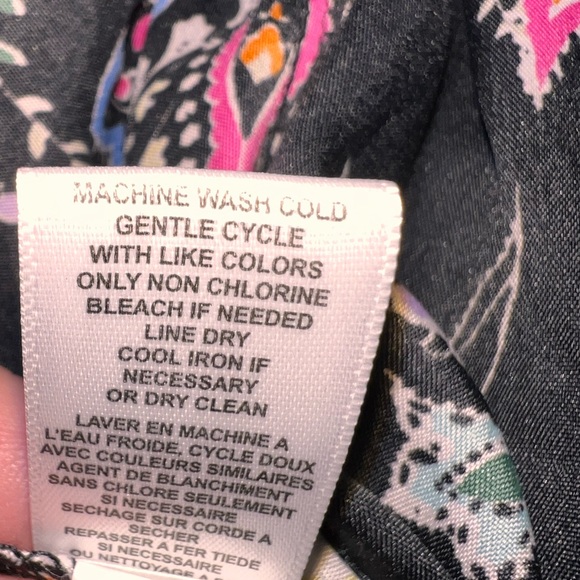 MACHINE WASH COLD
GENTLE CYCLE
WITH LIKE COLORS
ONLY NON CHLORINE
BLEACH IF NEEDED
LINE DRY
COOL IRON IF
NECESSARY
OR DRY CLEAN
LAVER EN MACHINE A
L'EAU FROIDE, CYCLE DOUX
AVEC COULEURS SIMILAIRES
AGENT DE BLANCHIMENT
SANS CHLORE SEULEMENT
SI NECESSAIRE
SECHAGE SUR CORDE A
SECHER
REPASSER A FER TIEDE
SI NECESSAIRE
OU NETTOYAGE A